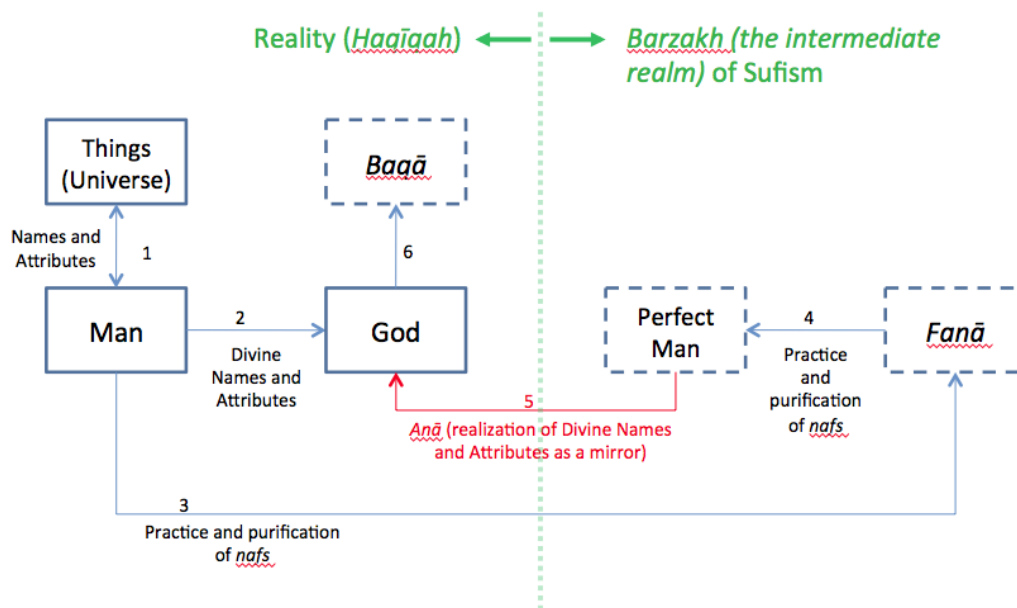 Reality (Haqīqah)
Barzakh (the intermediate
realm) of Sufism
Things
(Universe)
Baqā
Names and
Attributes
1
6
Man
2
Divine
Names and
Attributes
God
Perfect
Man
4
Practice
and
purification
of nafs
Fanā
5
Anā (realization of Divine Names
and Attributes as a mirror)
3
Practice and purification
of nafs